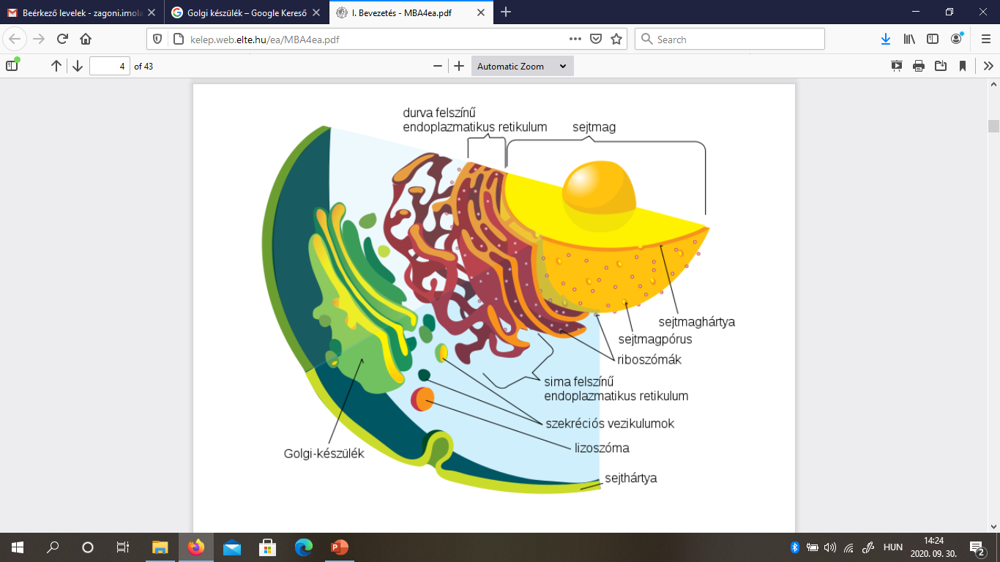 Beérkező levelek - zagoni.imola
Golgi készülék – Google Kereső
I. Bevezetés - MBA4ea.pdf
kelep.web.elte.hu/ea/MBA4ea.pdf
Search
4 of 43
Automatic Zoom
durva felszínű
endoplazmatikus retikulum
sejtmag
sejtmaghártya
sejtmagpórus
riboszómák
sima felszínű
endoplazmatikus retikulum
szekréciós vezikulumok
lizoszóma
Golgi-készülék
sejthártya
HUN
14:24
2020. 09. 30.
2